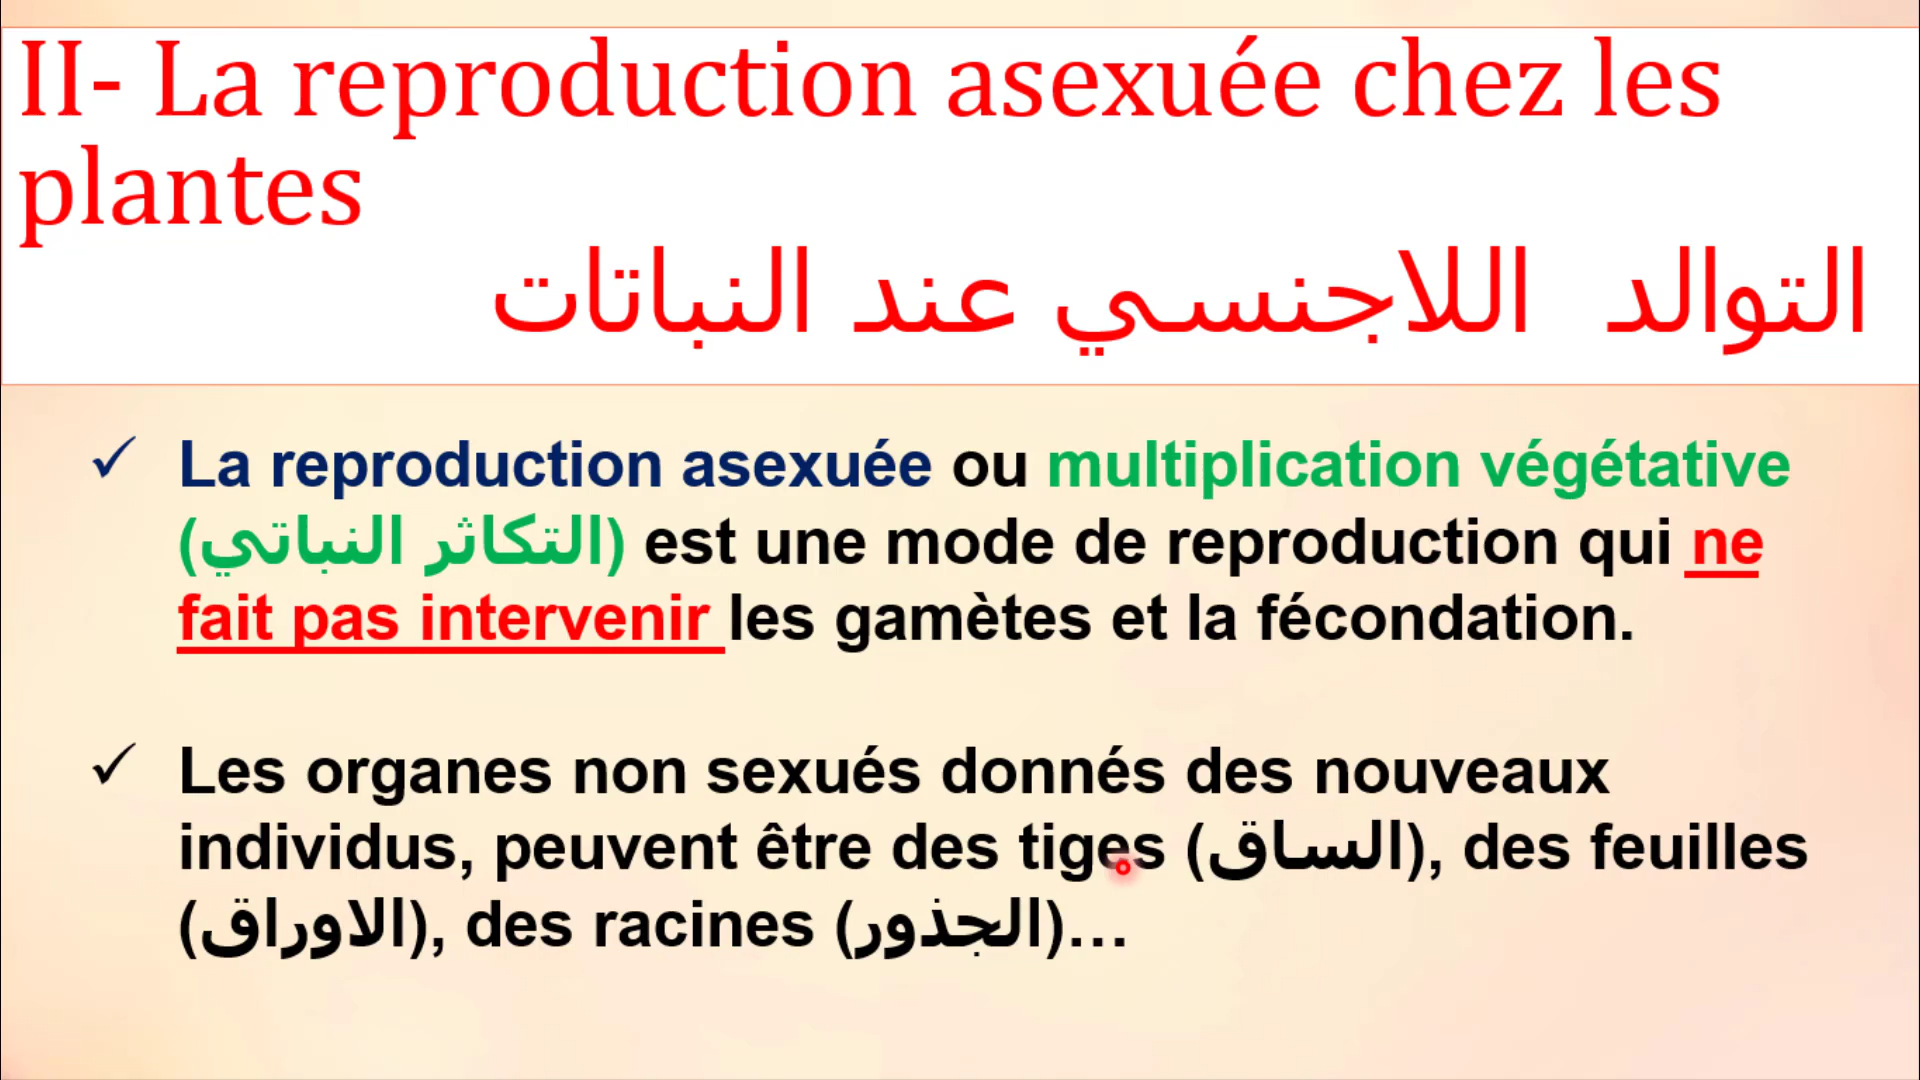 II- La reproduction asexuée chez les
plantes
التوالد اللاجنسي عند النباتات
✓ La reproduction asexuée ou multiplication végétative
(التكاثر النباتي) est une mode de reproduction qui ne
fait pas intervenir les gamètes et la fécondation.
✓ Les organes non sexués donnés des nouveaux
individus, peuvent être des tiges (الساق), des feuilles
(الاوراق), des racines (الجذور)…